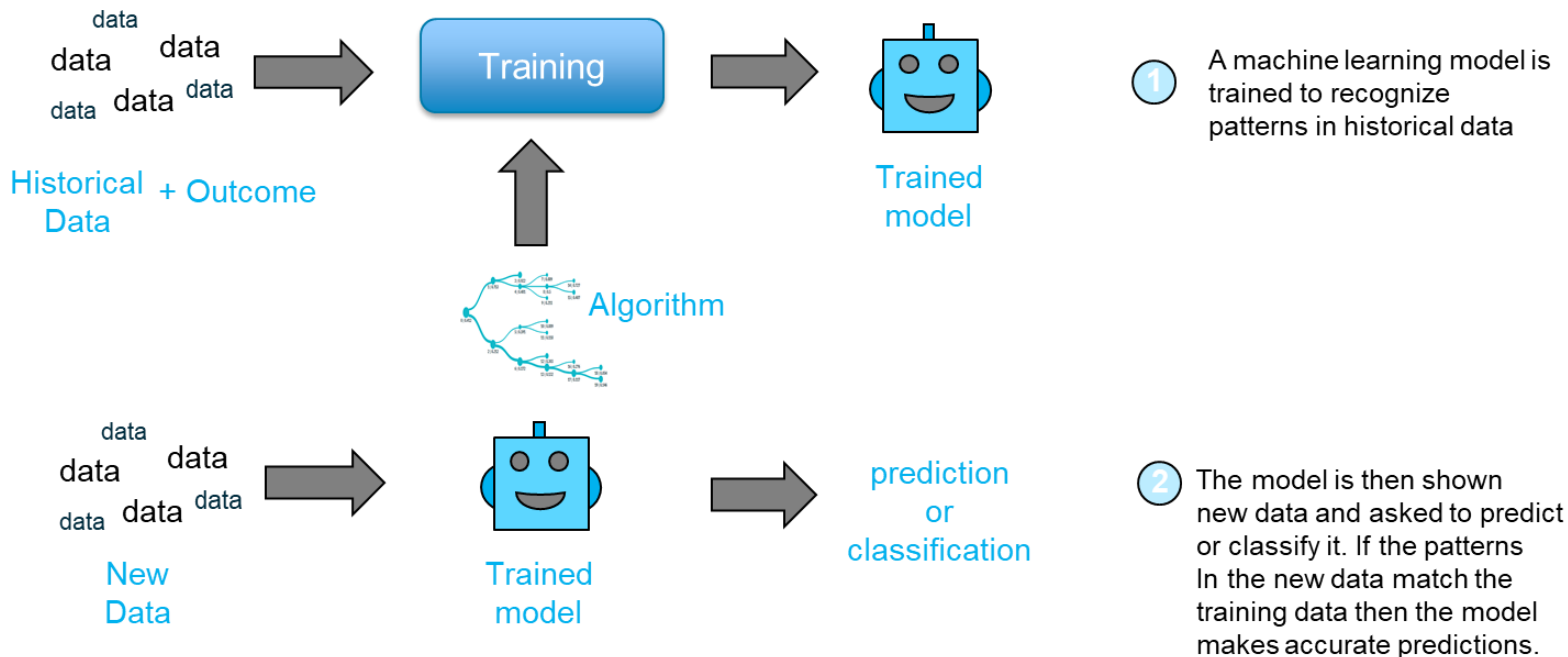 data
data
data
data
data
data
Historical
Data
+ Outcome
Training
Trained
model
1
A machine learning model is
trained to recognize
patterns in historical data
Algorithm
data
data
data
data
data
data
New
Data
Trained
model
prediction
or
classification
2
The model is then shown
new data and asked to predict
or classify it. If the patterns
In the new data match the
training data then the model
makes accurate predictions.